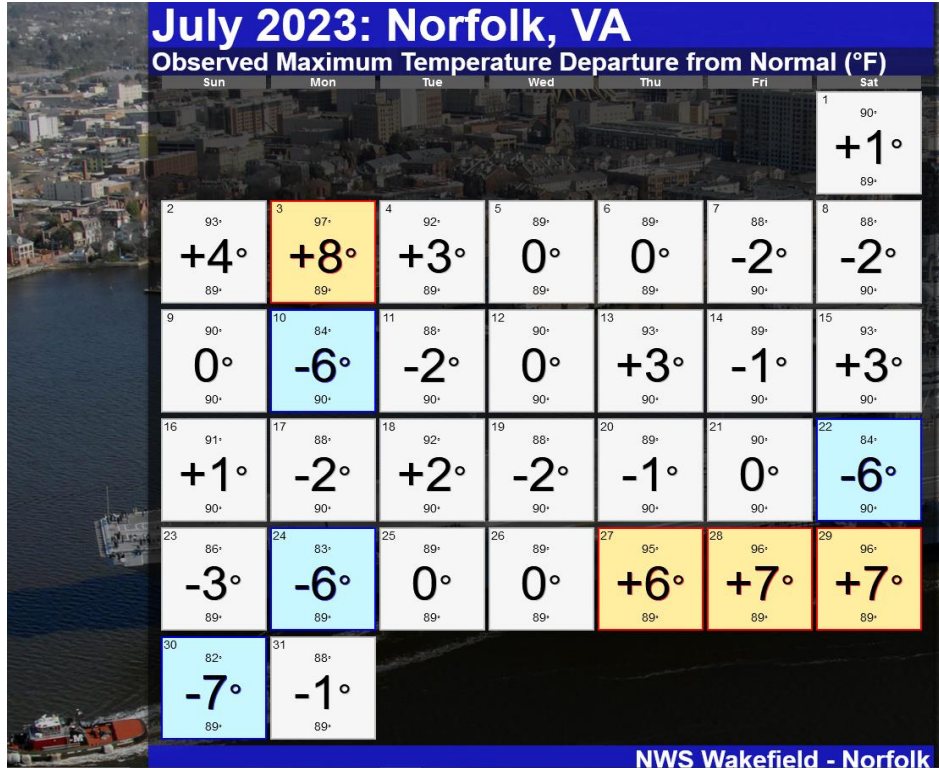 July 2023: Norfolk, VA
Observed Maximum Temperature Departure from Normal (°F)
Sun Mon Tue Wed Thu Fri Sat
1
90°
+1°
89°
2 3 4 5 6 7 8
93° 97° 92° 89° 89° 88° 88°
+4° +8° +3° 0° 0° -2° -2°
89° 89° 89° 89° 89° 90° 90°
9 10 11 12 13 14 15
90° 84° 88° 90° 93° 89° 93°
0° -6° -2° 0° +3° -1° +3°
90° 90° 90° 90° 90° 90° 90°
16 17 18 19 20 21 22
91° 88° 92° 88° 89° 90° 84°
+1° -2° +2° -2° -1° 0° -6°
90° 90° 90° 90° 90° 90° 90°
23 24 25 26 27 28 29
86° 83° 89° 89° 95° 96° 96°
-3° -6° 0° 0° +6° +7° +7°
89° 89° 89° 89° 89° 89° 89°
30 31
82° 88°
-7° -1°
89° 89°
NWS Wakefield - Norfolk